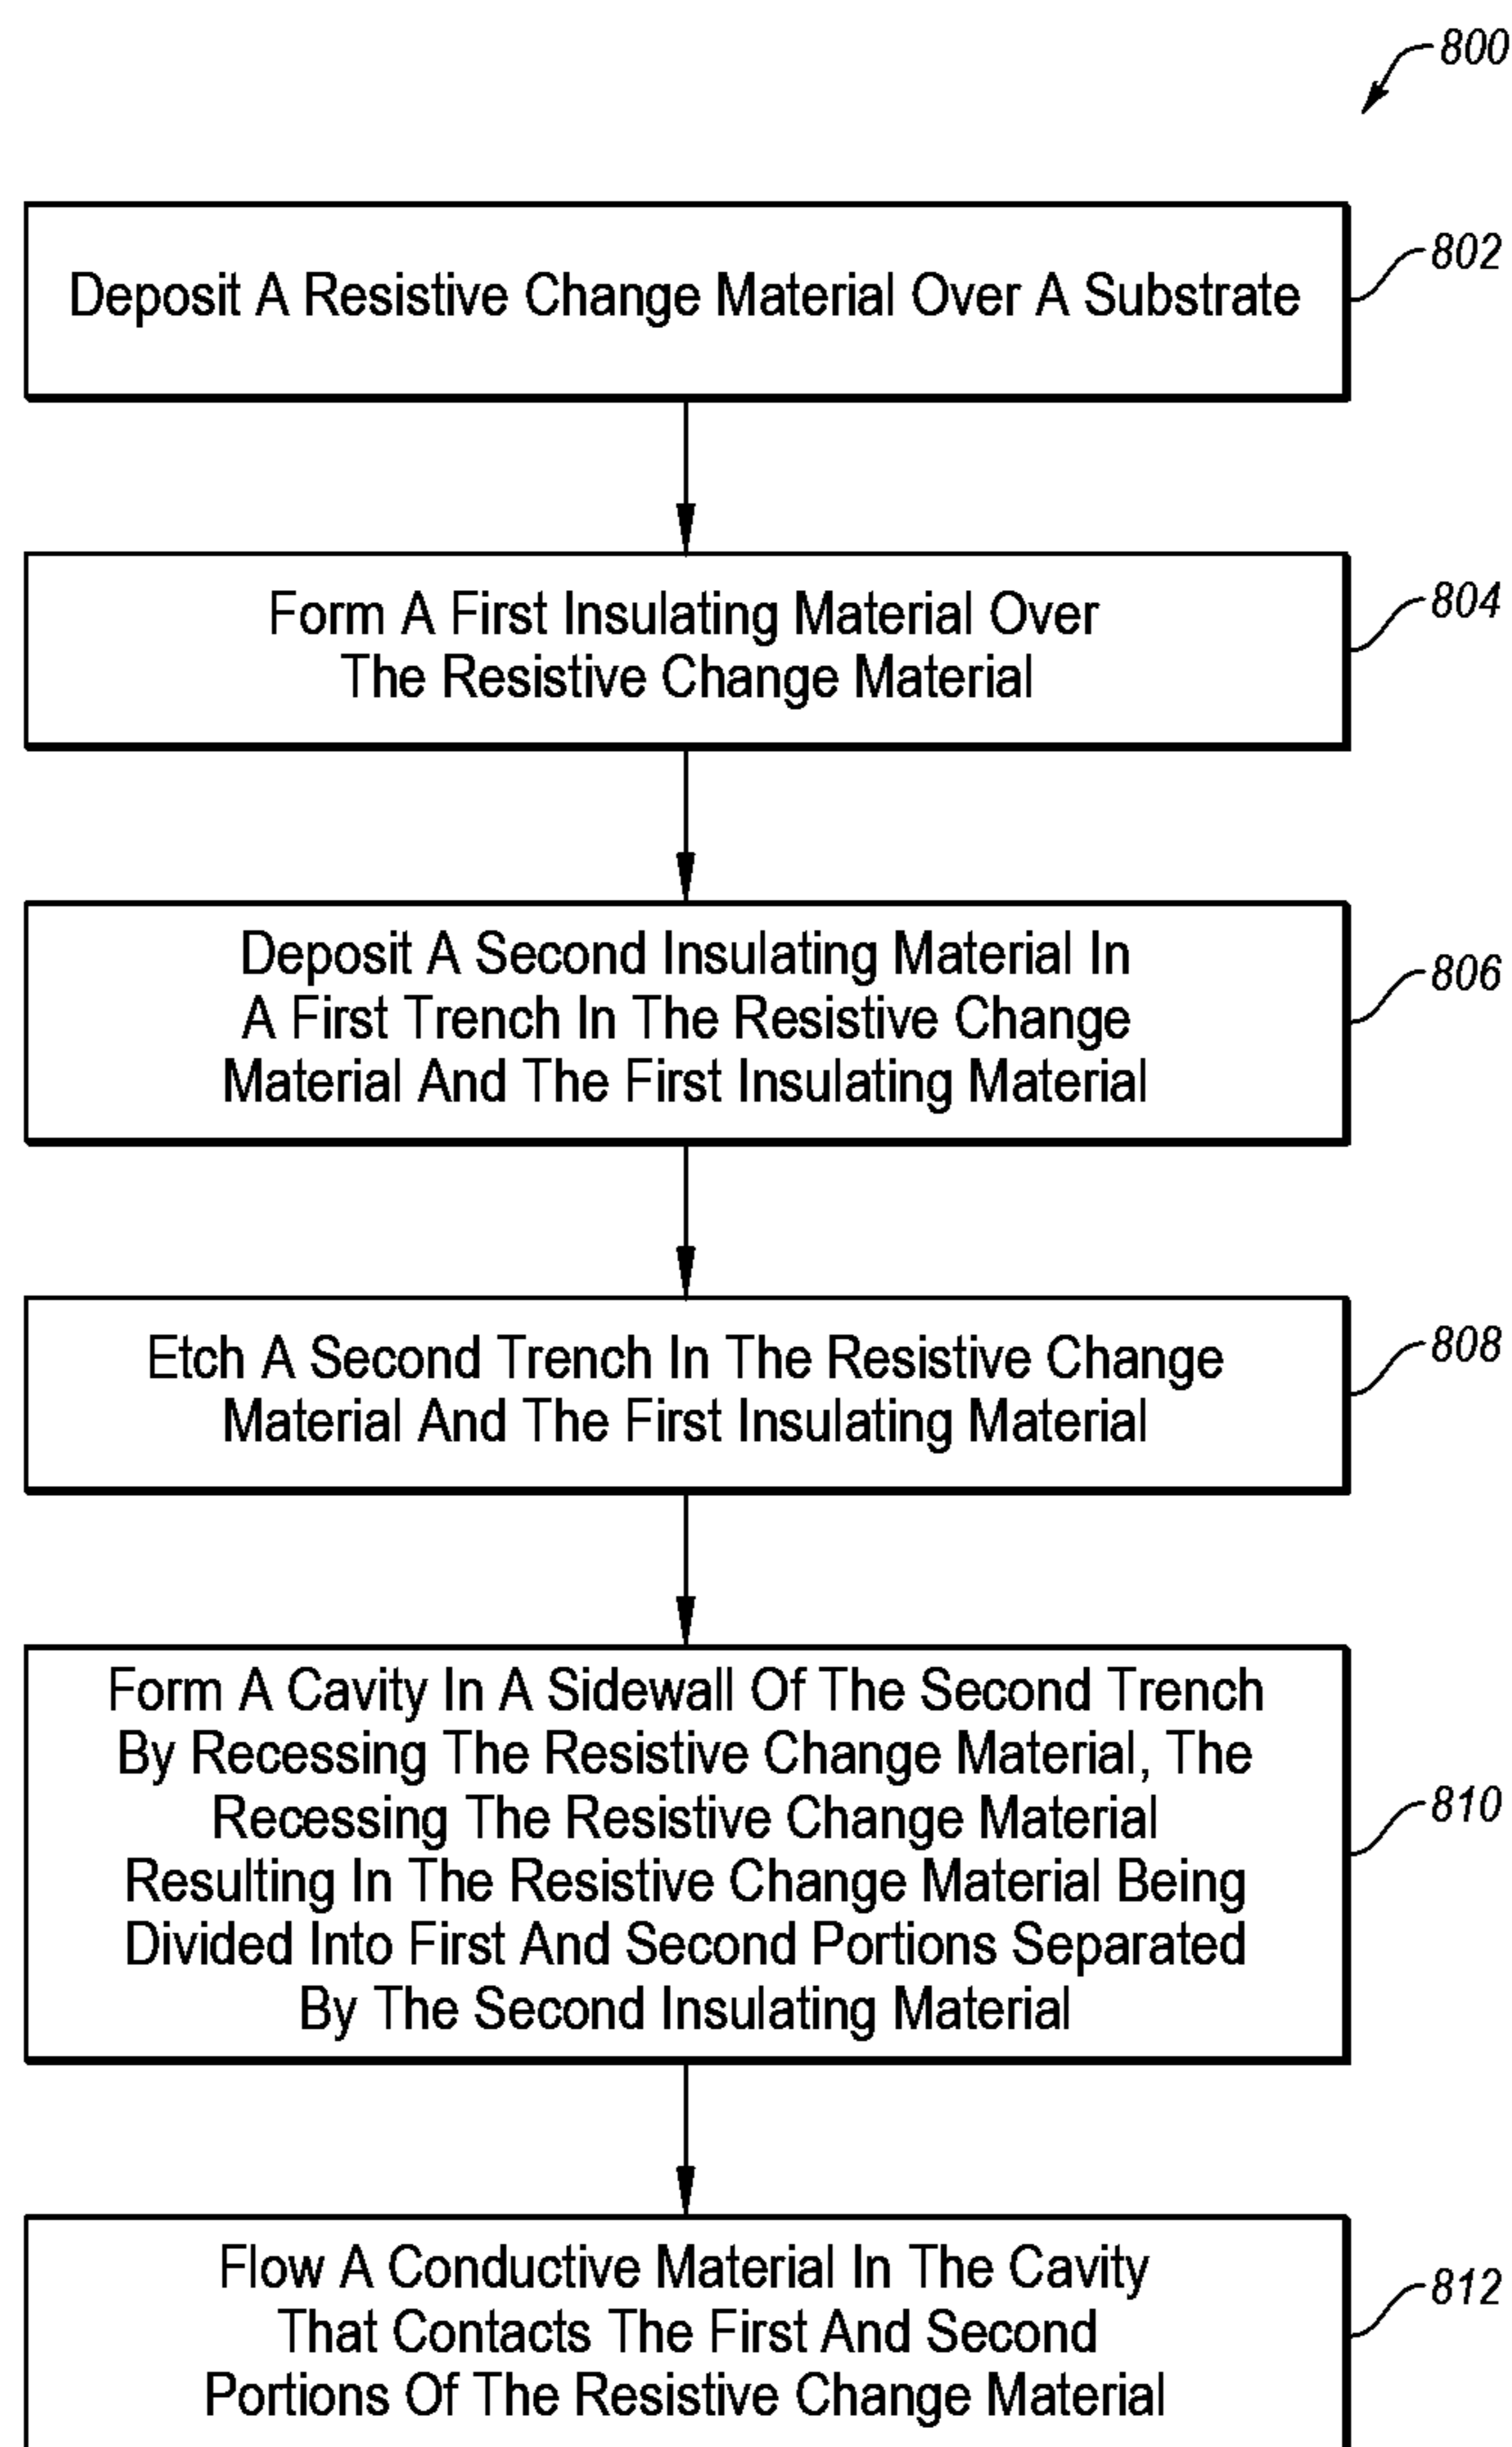 800
Deposit A Resistive Change Material Over A Substrate
802
Form A First Insulating Material Over
The Resistive Change Material
804
Deposit A Second Insulating Material In
A First Trench In The Resistive Change
Material And The First Insulating Material
806
Etch A Second Trench In The Resistive Change
Material And The First Insulating Material
808
Form A Cavity In A Sidewall Of The Second Trench
By Recessing The Resistive Change Material, The
Recessing The Resistive Change Material
Resulting In The Resistive Change Material Being
Divided Into First And Second Portions Separated
By The Second Insulating Material
810
Flow A Conductive Material In The Cavity
That Contacts The First And Second
Portions Of The Resistive Change Material
812